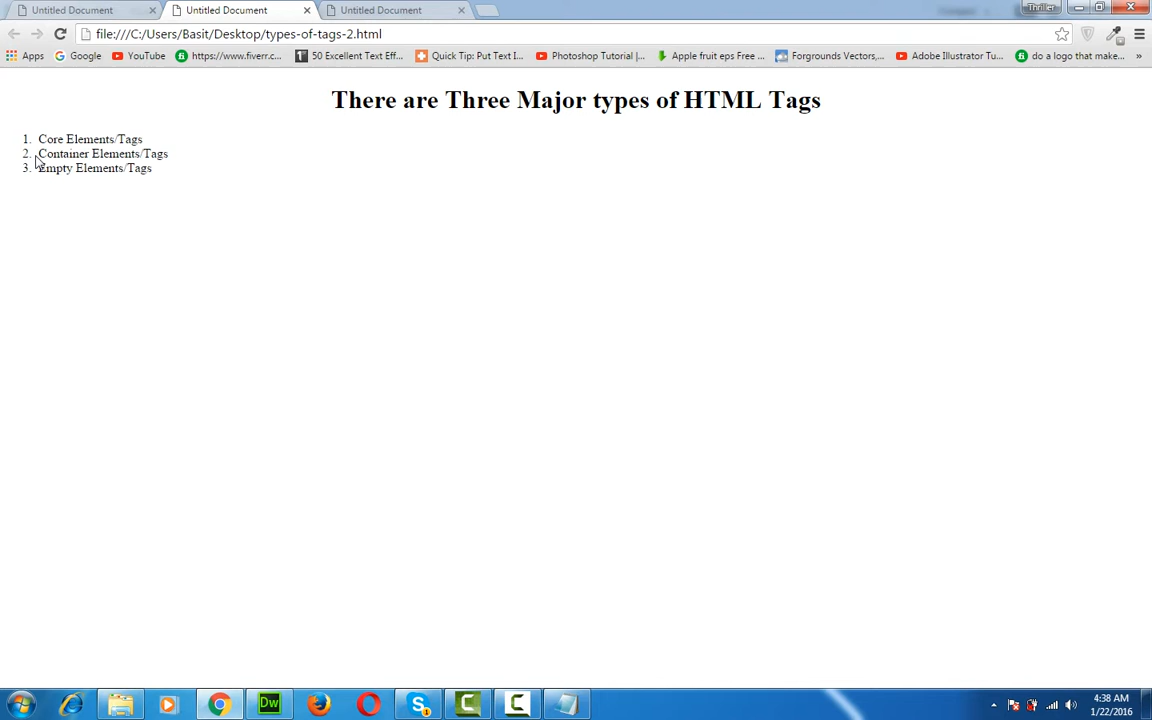 Untitled Document
Untitled Document
Untitled Document
Thriller
file:///C:/Users/Basit/Desktop/types-of-tags-2.html
Apps
Google
YouTube
https://www.fiverr.c...
50 Excellent Text Eff...
Quick Tip: Put Text I...
Photoshop Tutorial |...
Apple fruit eps Free ...
Forgrounds Vectors,...
Adobe Illustrator Tu...
do a logo that make...
»
There are Three Major types of HTML Tags
1. Core Elements/Tags
2. Container Elements/Tags
3. Empty Elements/Tags
Dw
4:38 AM
1/22/2016